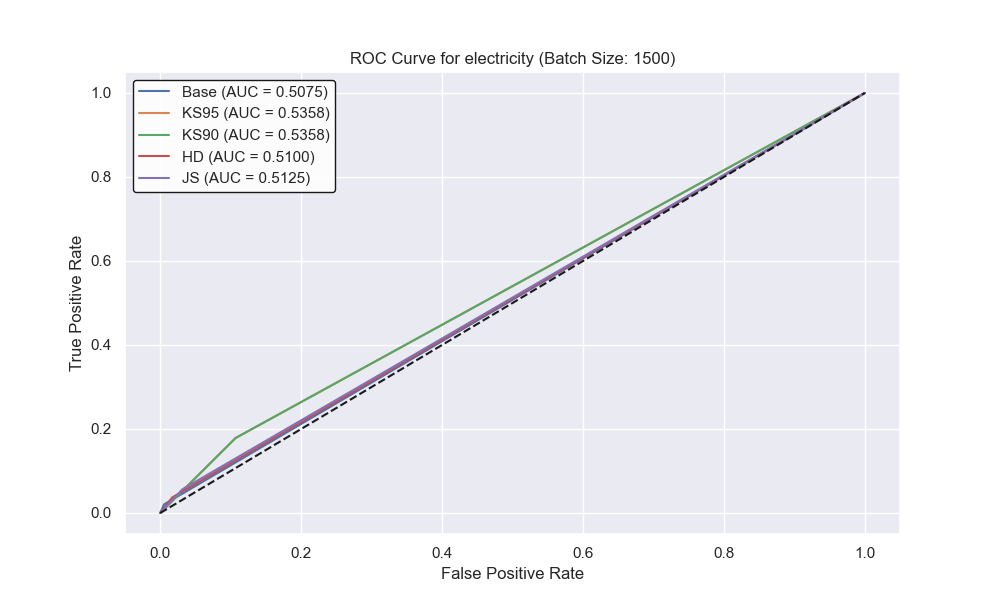 ROC Curve for electricity (Batch Size: 1500)
Base (AUC = 0.5075)
KS95 (AUC = 0.5358)
KS90 (AUC = 0.5358)
HD (AUC = 0.5100)
JS (AUC = 0.5125)
True Positive Rate
1.0
0.8
0.6
0.4
0.2
0.0
0.0 0.2 0.4 0.6 0.8 1.0
False Positive Rate